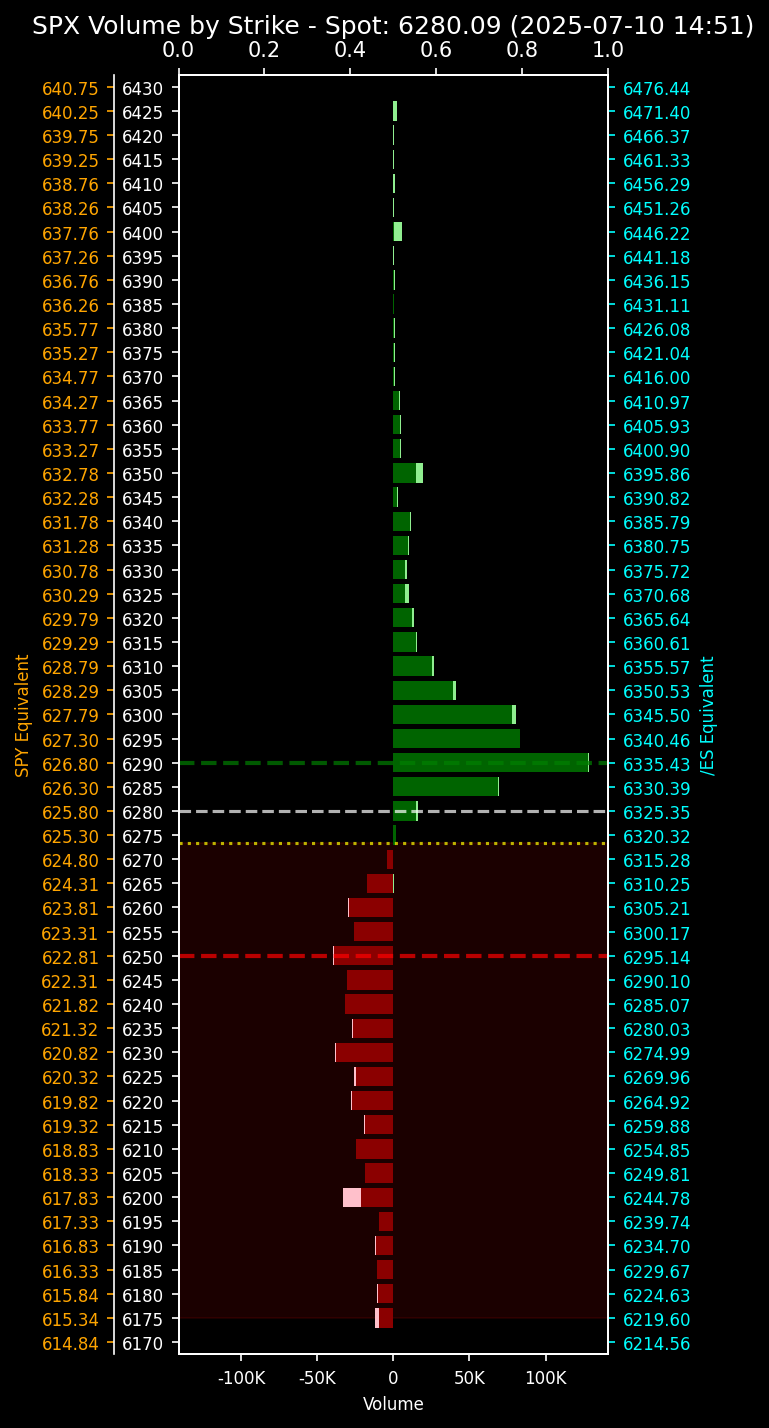 SPX Volume by Strike - Spot: 6280.09 (2025-07-10 14:51)
0.0 0.2 0.4 0.6 0.8 1.0
640.75 6430 6476.44
640.25 6425 6471.40
639.75 6420 6466.37
639.25 6415 6461.33
638.76 6410 6456.29
638.26 6405 6451.26
637.76 6400 6446.22
637.26 6395 6441.18
636.76 6390 6436.15
636.26 6385 6431.11
635.77 6380 6426.08
635.27 6375 6421.04
634.77 6370 6416.00
634.27 6365 6410.97
633.77 6360 6405.93
633.27 6355 6400.90
632.78 6350 6395.86
632.28 6345 6390.82
631.78 6340 6385.79
631.28 6335 6380.75
630.78 6330 6375.72
630.29 6325 6370.68
629.79 6320 6365.64
629.29 6315 6360.61
628.79 6310 6355.57
628.29 6305 6350.53
627.79 6300 6345.50
627.30 6295 6340.46
626.80 6290 6335.43
626.30 6285 6330.39
625.80 6280 6325.35
625.30 6275 6320.32
624.80 6270 6315.28
624.31 6265 6310.25
623.81 6260 6305.21
623.31 6255 6300.17
622.81 6250 6295.14
622.31 6245 6290.10
621.82 6240 6285.07
621.32 6235 6280.03
620.82 6230 6274.99
620.32 6225 6269.96
619.82 6220 6264.92
619.32 6215 6259.88
618.83 6210 6254.85
618.33 6205 6249.81
617.83 6200 6244.78
617.33 6195 6239.74
616.83 6190 6234.70
616.33 6185 6229.67
615.84 6180 6224.63
615.34 6175 6219.60
614.84 6170 6214.56
SPY Equivalent
/ES Equivalent
-100K -50K 0 50K 100K
Volume